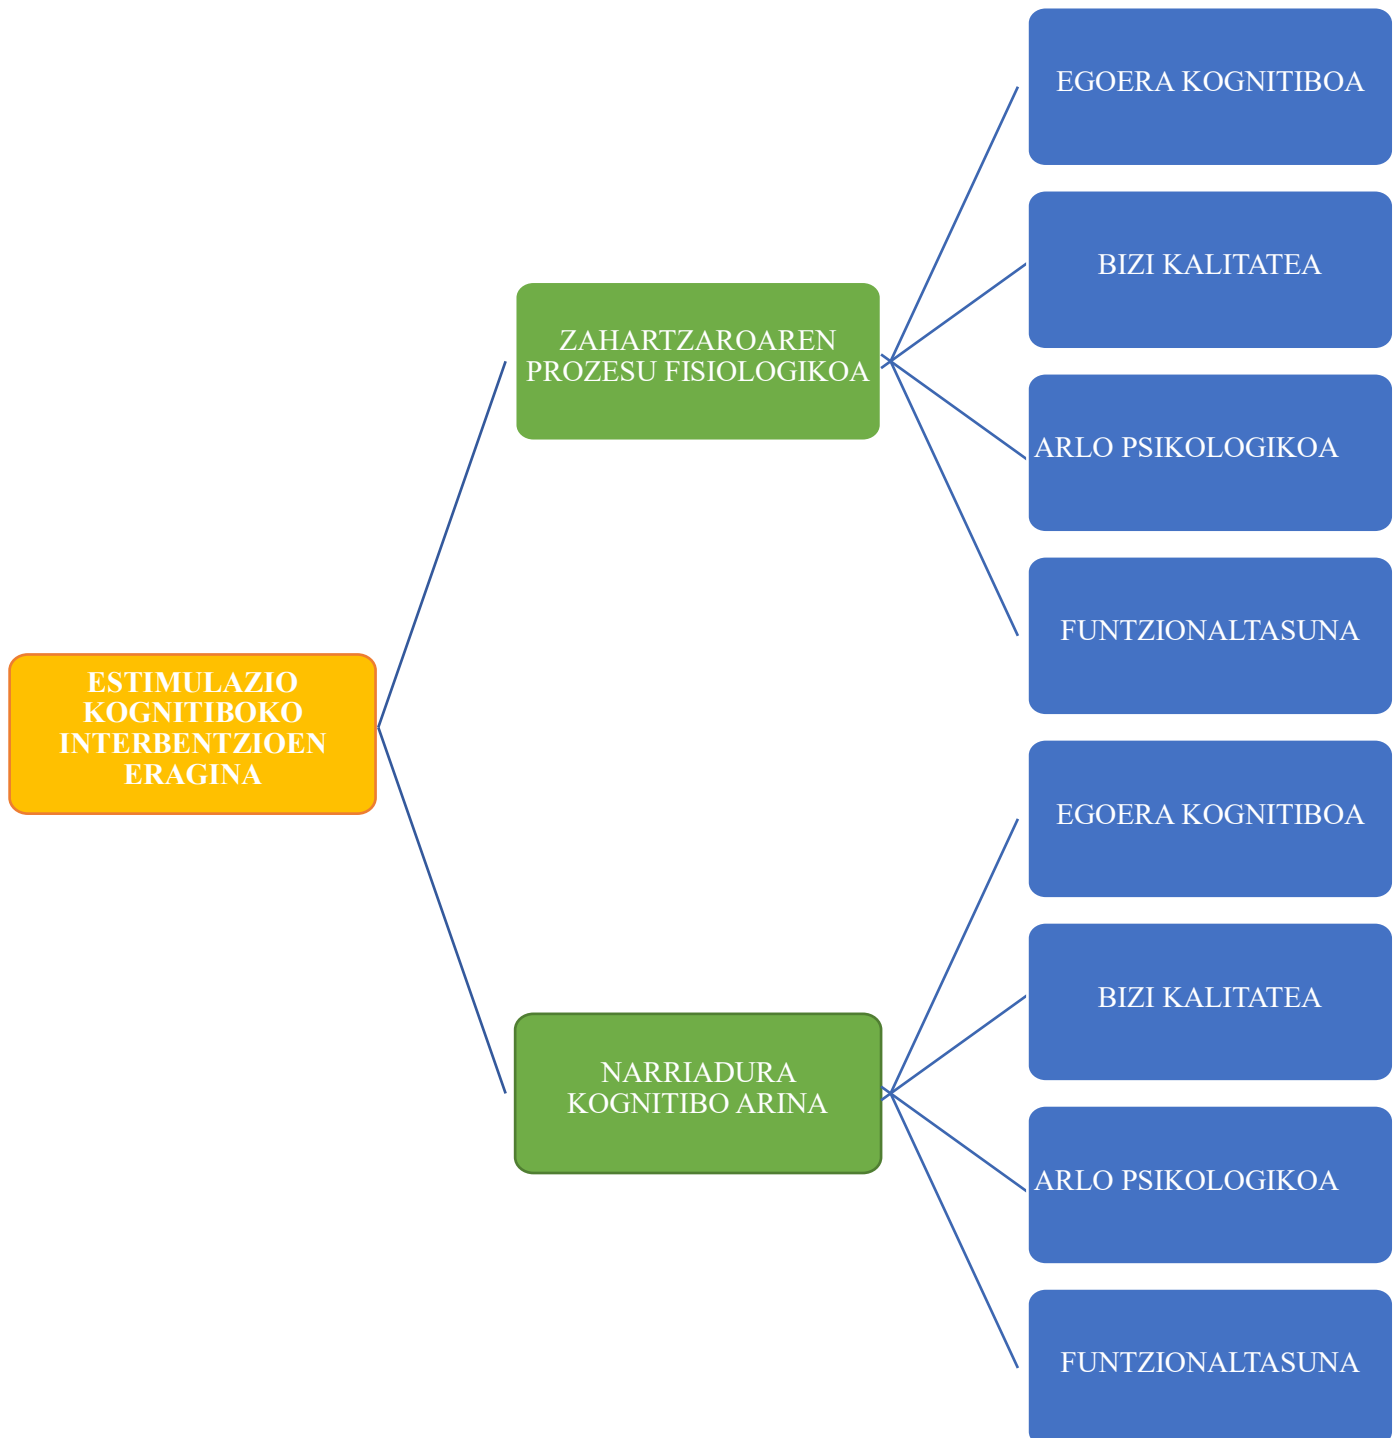 EGOERA KOGNITIBOA
BIZI KALITATEA
ZAHARTZAROAREN
PROZESU FISIOLOGIKOA
ARLO PSIKOLOGIKOA
FUNTZIONALTASUNA
ESTIMULAZIO
KOGNITIBOKO
INTERBENTZIOEN
ERAGINA
EGOERA KOGNITIBOA
BIZI KALITATEA
NARRIADURA
KOGNITIBO ARINA
ARLO PSIKOLOGIKOA
FUNTZIONALTASUNA